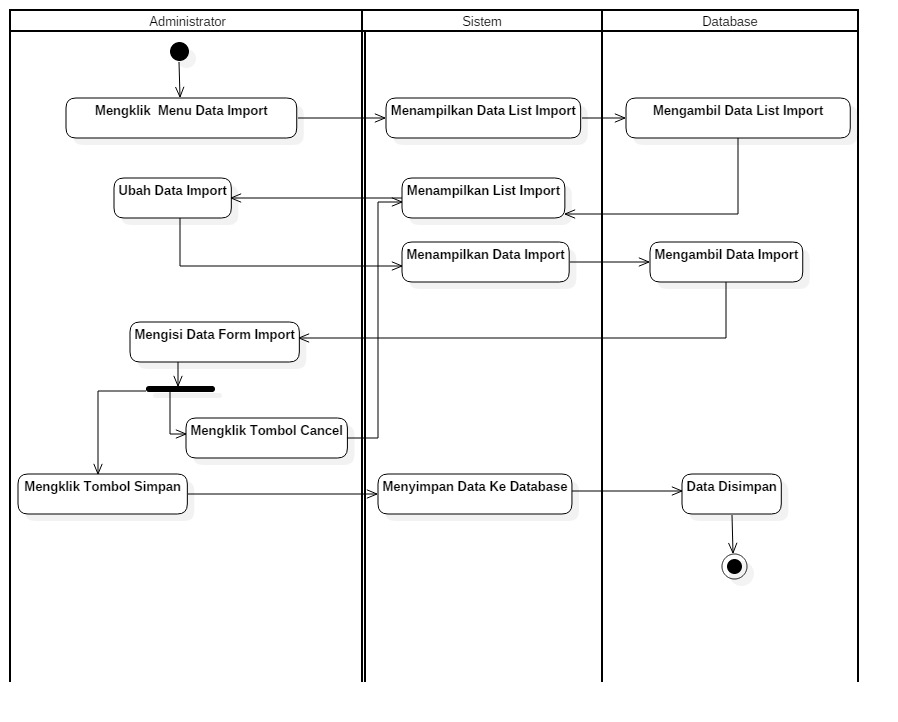 Administrator
Sistem
Database
Mengklik  Menu Data Import
Menampilkan Data List Import
Mengambil Data List Import
Ubah Data Import
Menampilkan List Import
Menampilkan Data Import
Mengambil Data Import
Mengisi Data Form Import
Mengklik Tombol Cancel
Mengklik Tombol Simpan
Menyimpan Data Ke Database
Data Disimpan